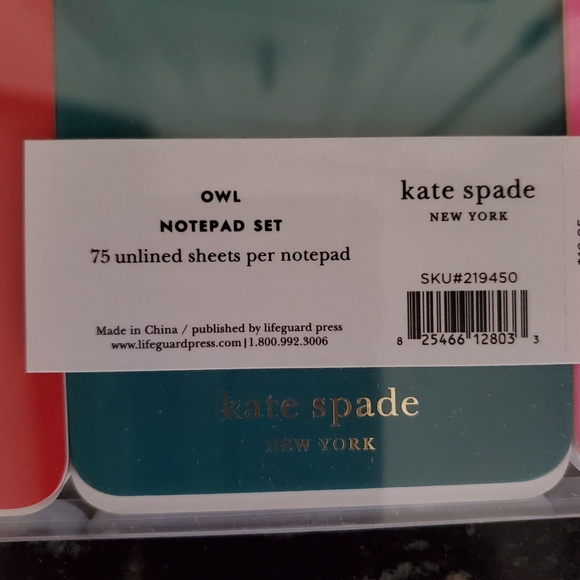 OWL
NOTEPAD SET
75 unlined sheets per notepad
Made in China / published by lifeguard press
www.lifeguardpress.com | 1.800.992.3006
kate spade
NEW YORK
SKU#219450
8 25466 12803 3
kate spade
NEW YORK